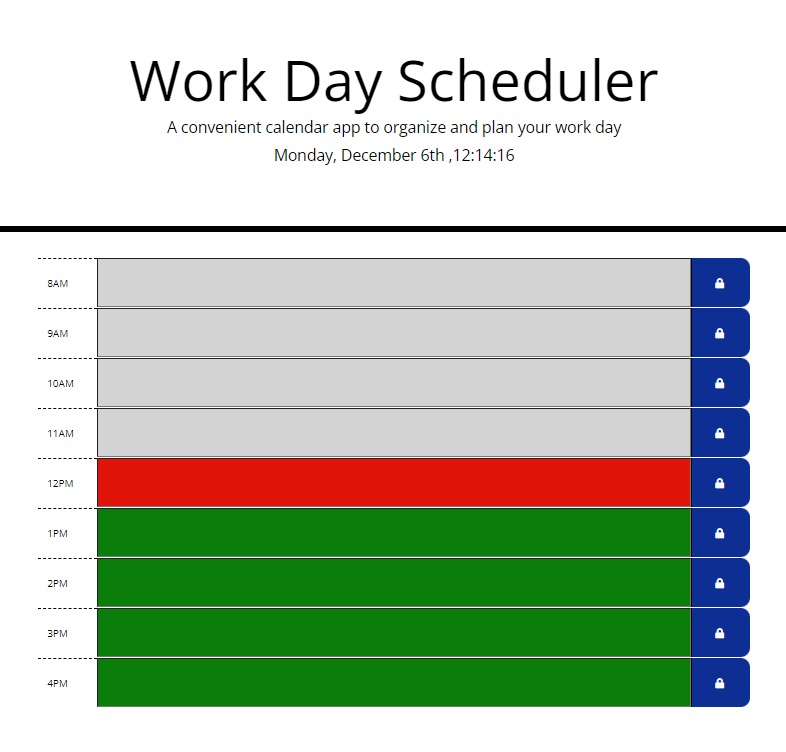 Work Day Scheduler
A convenient calendar app to organize and plan your work day
Monday, December 6th ,12:14:16
8AM
9AM
10AM
11AM
12PM
1PM
2PM
3PM
4PM